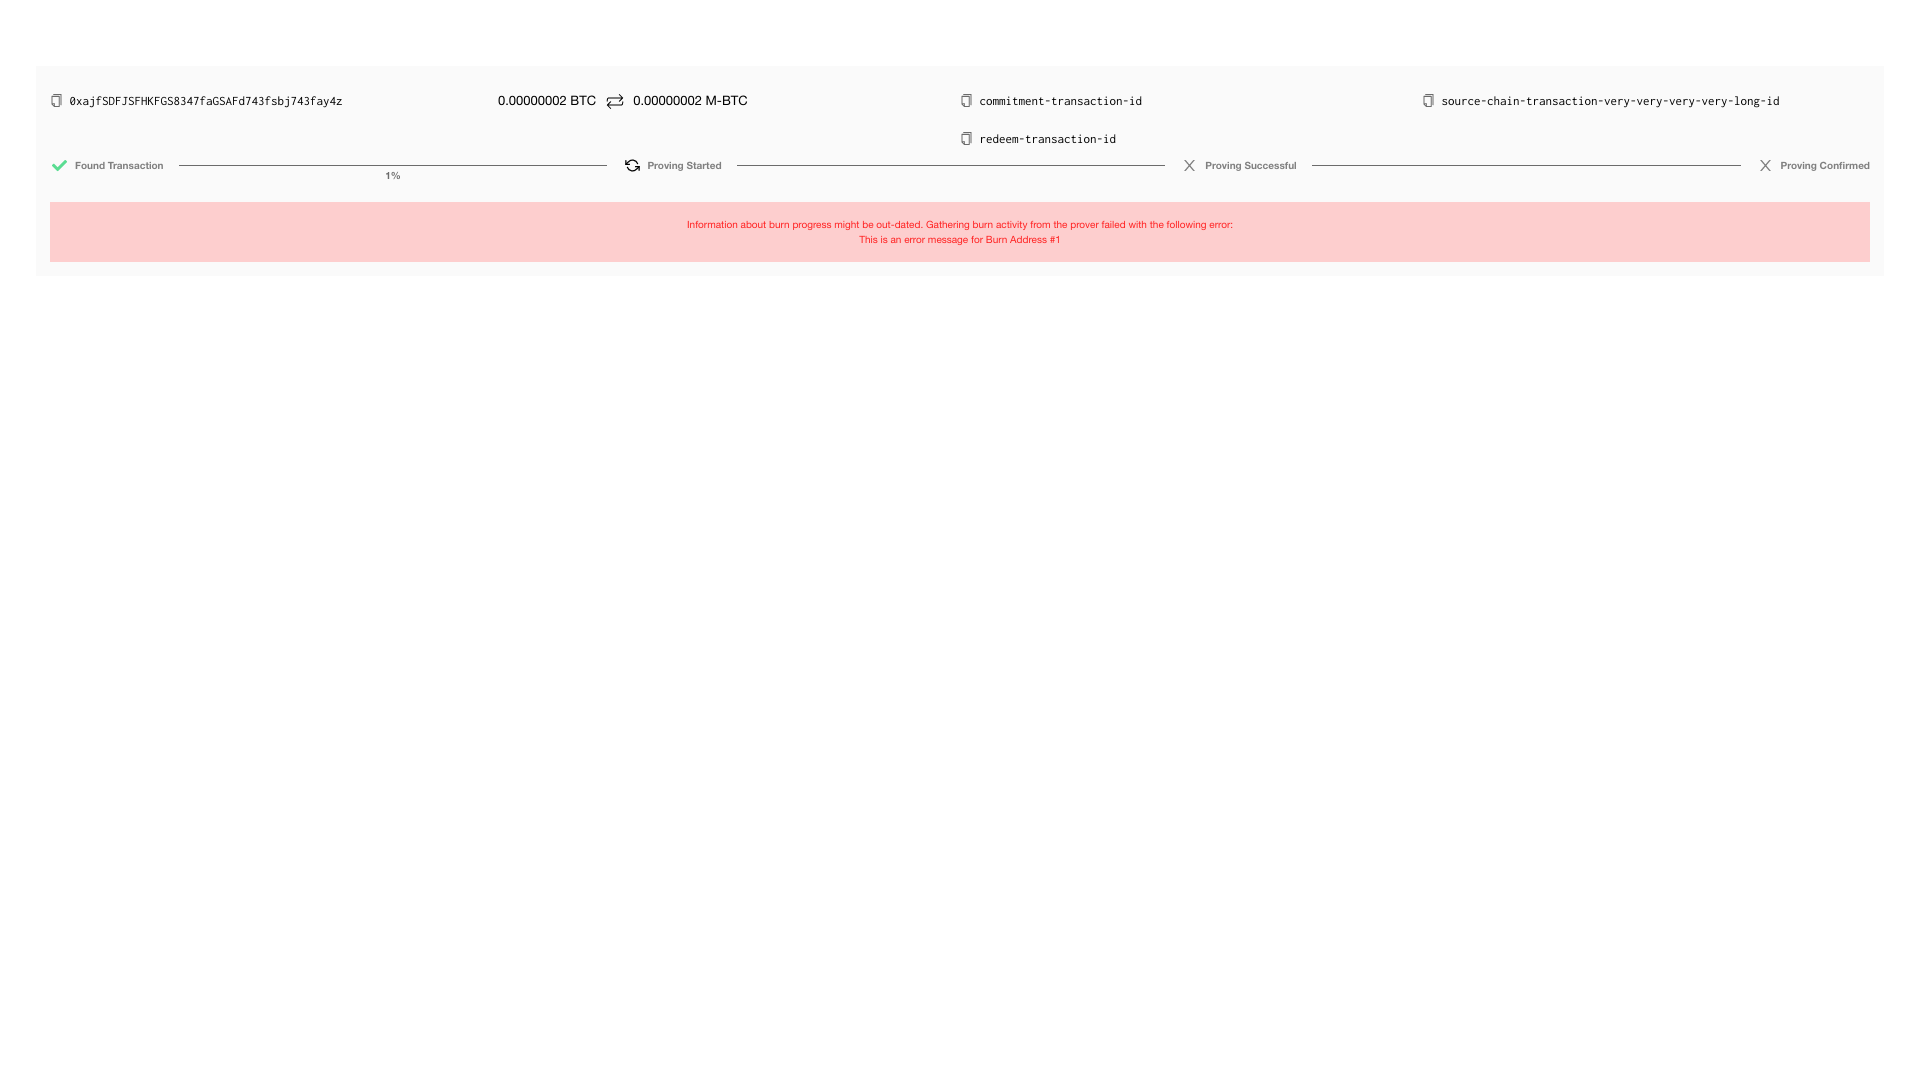 0xajfSDFJSFHKFGS8347faGSAFd743fsbj743fay4z
0.00000002 BTC 0.00000002 M-BTC
commitment-transaction-id
source-chain-transaction-very-very-very-very-long-id
redeem-transaction-id
Found Transaction
1%
Proving Started
Proving Successful
Proving Confirmed
Information about burn progress might be out-dated. Gathering burn activity from the prover failed with the following error:
This is an error message for Burn Address #1